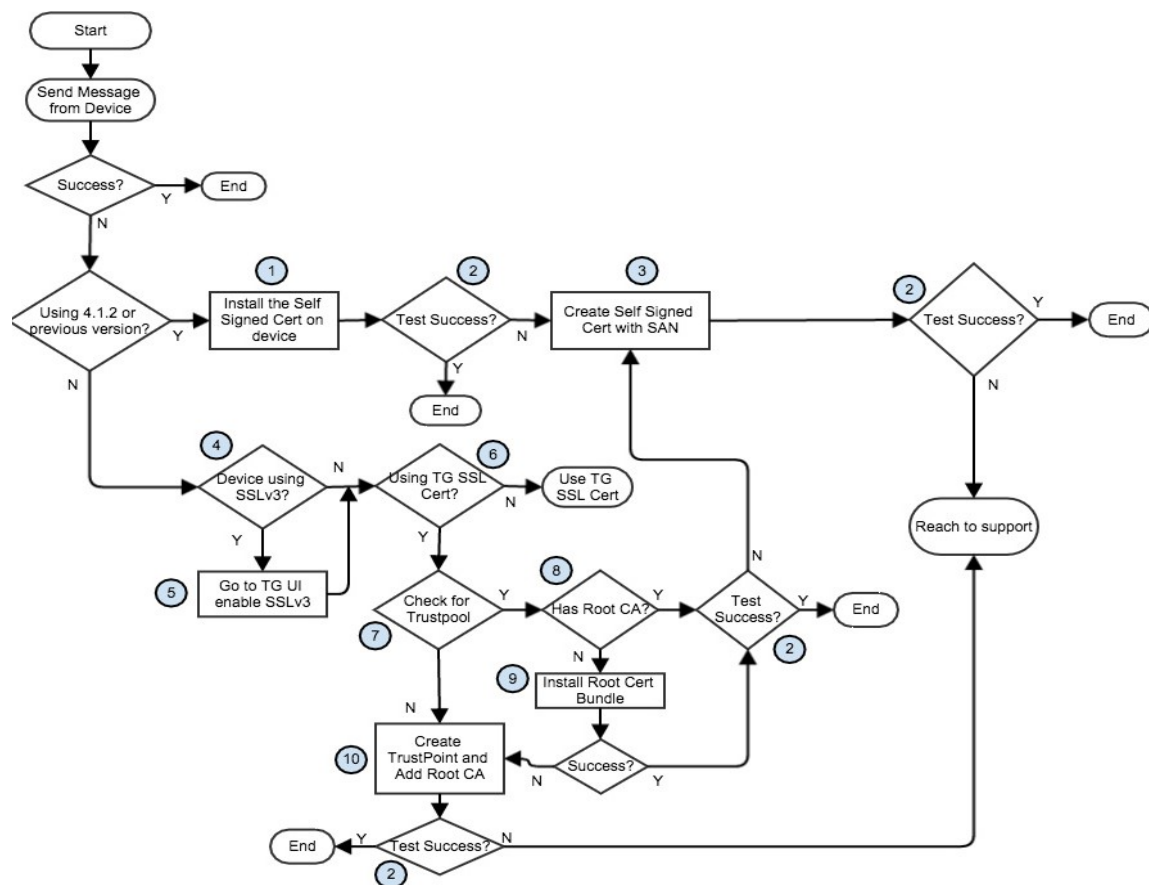 Start
Send Message
from Device
Success?
Y
End
N
1
2
3
2
Using 4.1.2 or
previous version?
Y
Install the Self
Signed Cert on
device
Test Success?
N
Create Self Signed
Cert with SAN
Test Success?
Y
End
N
Y
End
N
4
6
Device using
SSLv3?
N
Using TG SSL
Cert?
N
Use TG
SSL Cert
Reach to support
Y
Y
N
5
Go to TG UI
enable SSLv3
8
Check for
Trustpool
Y
Has Root CA?
Y
Test
Success?
Y
End
7
2
N
N
9
Install Root Cert
Bundle
N
10
Create
TrustPoint and
Add Root CA
N
Success?
Y
End
Y
Test Success?
N
2